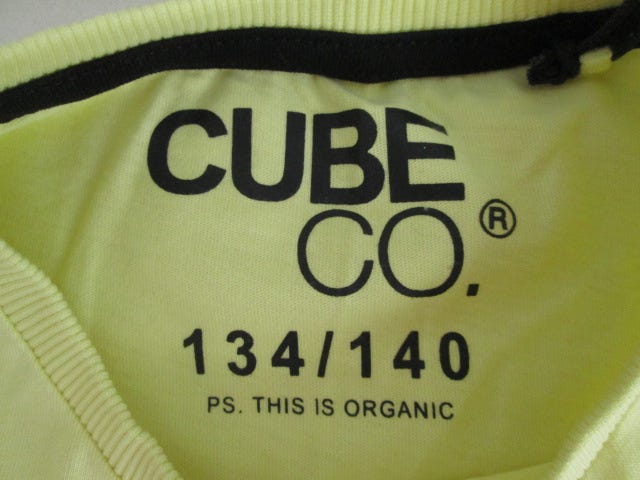 CUBE
CO.®
134/140
PS. THIS IS ORGANIC